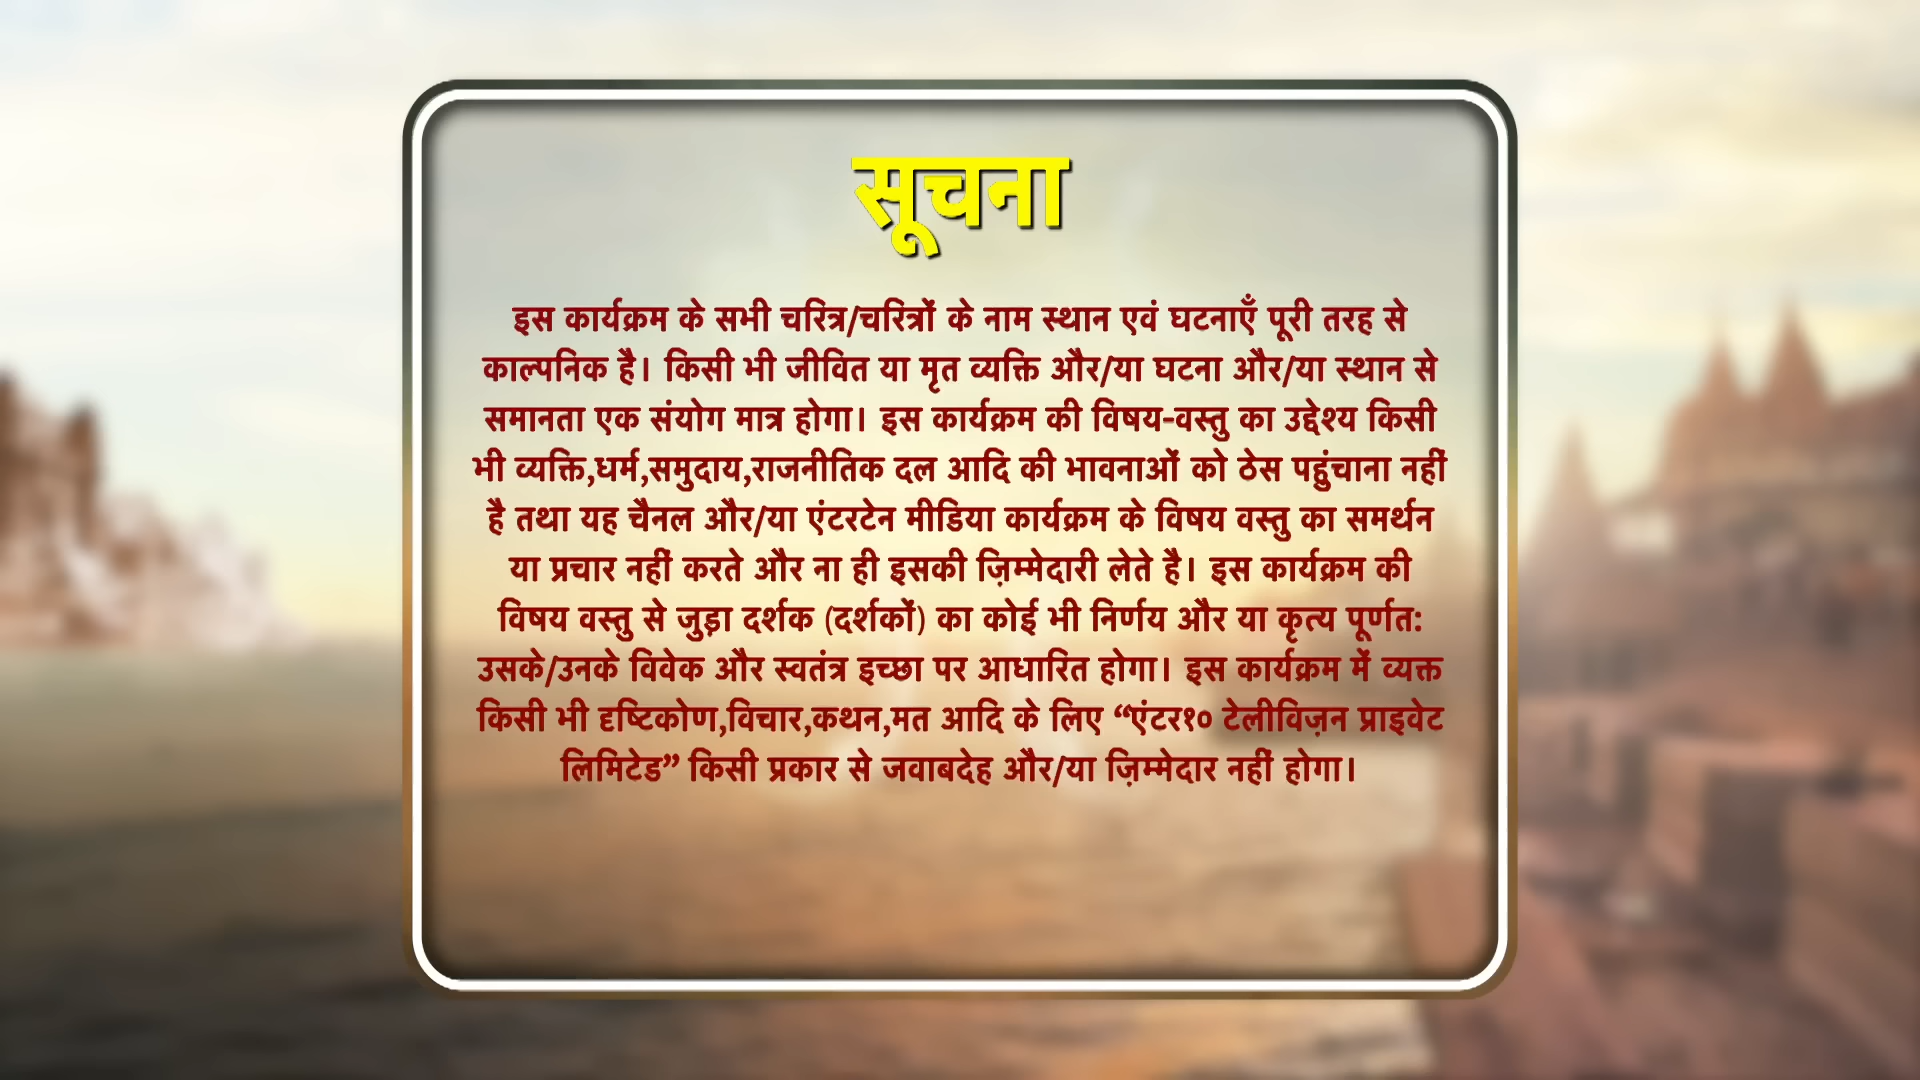 सूचना
इस कार्यक्रम के सभी चरित्र/चरित्रों के नाम स्थान एवं घटनाएँ पूरी तरह से
काल्पनिक है। किसी भी जीवित या मृत व्यक्ति और/या घटना और/या स्थान से
समानता एक संयोग मात्र होगा। इस कार्यक्रम की विषय-वस्तु का उद्देश्य किसी
भी व्यक्ति,धर्म,समुदाय,राजनीतिक दल आदि की भावनाओं को ठेस पहुंचाना नहीं
है तथा यह चैनल और/या एंटरटेन मीडिया कार्यक्रम के विषय वस्तु का समर्थन
या प्रचार नहीं करते और ना ही इसकी ज़िम्मेदारी लेते है। इस कार्यक्रम की
विषय वस्तु से जुड़ा दर्शक (दर्शकों) का कोई भी निर्णय और या कृत्य पूर्णत:
उसके/उनके विवेक और स्वतंत्र इच्छा पर आधारित होगा। इस कार्यक्रम में व्यक्त
किसी भी दृष्टिकोण,विचार,कथन,मत आदि के लिए “एंटर१० टेलीविज़न प्राइवेट
लिमिटेड” किसी प्रकार से जवाबदेह और/या ज़िम्मेदार नहीं होगा।